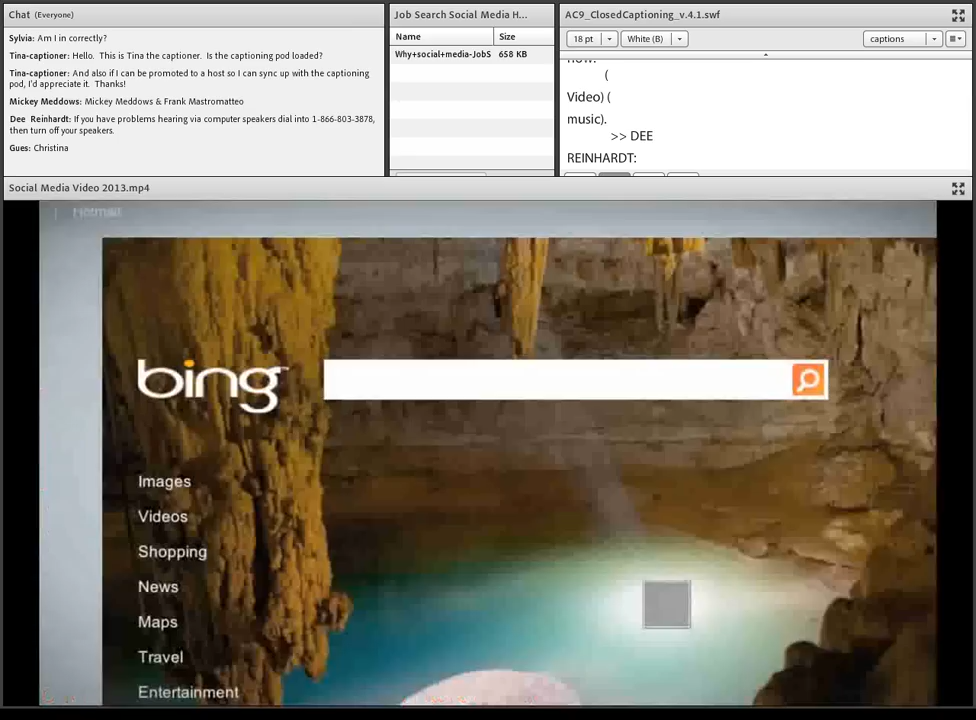 Chat (Everyone)
Sylvia: Am I in correctly?
Tina-captioner: Hello.  This is Tina the captioner.  Is the captioning pod loaded?
Tina-captioner: And also if I can be promoted to a host so I can sync up with the captioning
pod, I'd appreciate it.  Thanks!
Mickey Meddows: Mickey Meddows & Frank Mastromatteo
Dee  Reinhardt: If you have problems hearing via computer speakers dial into 1-866-803-3878,
then turn off your speakers.
Gues: Christina
Job Search Social Media H...
Name Size
Why+social+media-JobS 658 KB
AC9_ClosedCaptioning_v.4.1.swf
18 pt White (B) captions
now.
(
Video) (
music).
>> DEE
REINHARDT:
Social Media Video 2013.mp4
Hotmail
bing
Images
Videos
Shopping
News
Maps
Travel
Entertainment